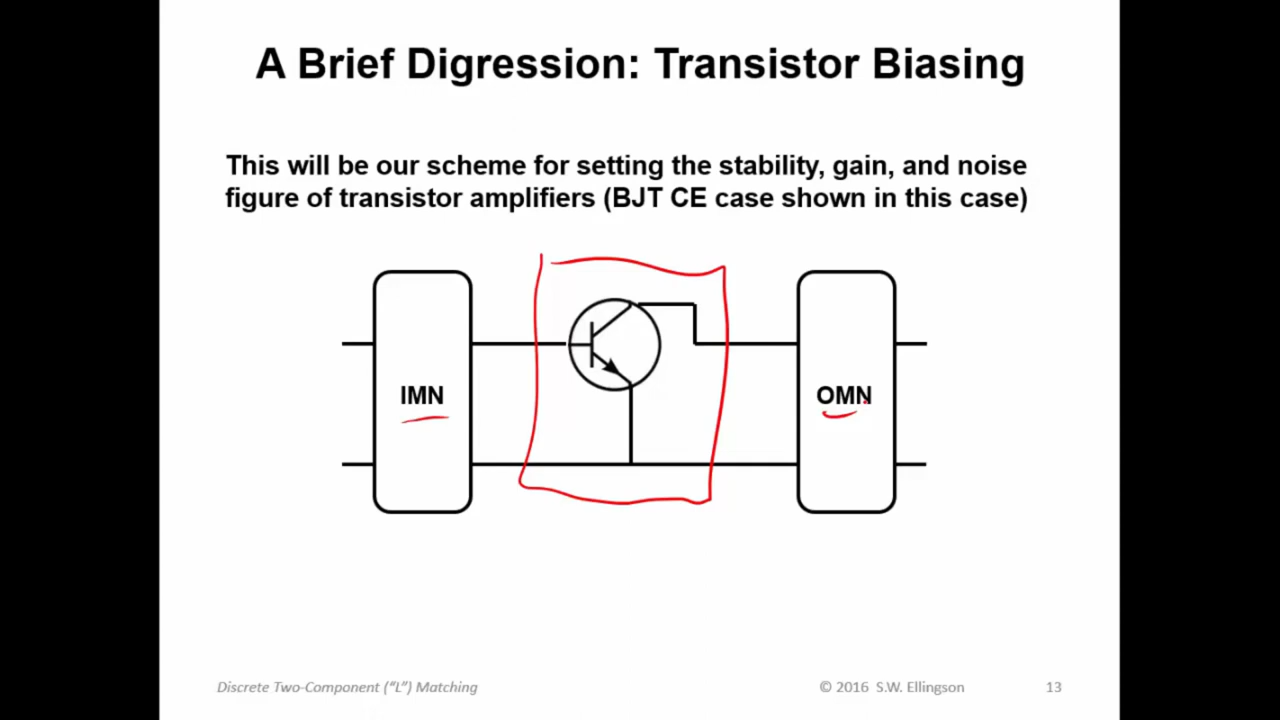 A Brief Digression: Transistor Biasing
This will be our scheme for setting the stability, gain, and noise
figure of transistor amplifiers (BJT CE case shown in this case)
IMN
OMN
Discrete Two-Component ("L") Matching
© 2016 S.W. Ellingson
13